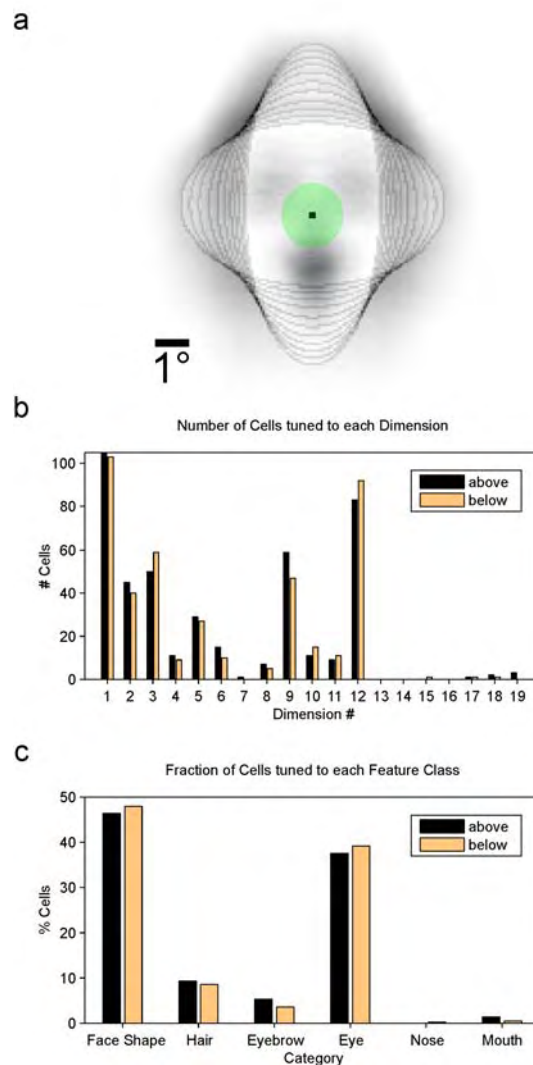 a
1°
b
Number of Cells tuned to each Dimension
above
below
# Cells
100
80
60
40
20
0
1 2 3 4 5 6 7 8 9 10 11 12 13 14 15 16 17 18 19
Dimension #
c
Fraction of Cells tuned to each Feature Class
above
below
% Cells
50
40
30
20
10
0
Face Shape Hair Eyebrow Eye Nose Mouth
Category